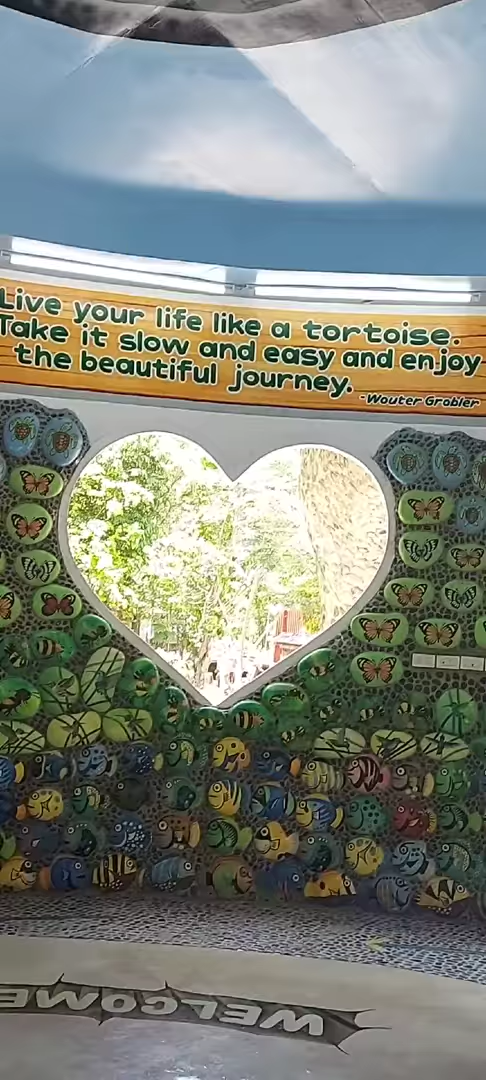 Live your life like a tortoise.
Take it slow and easy and enjoy
the beautiful journey.
-Wouter Grobler
WELCOME